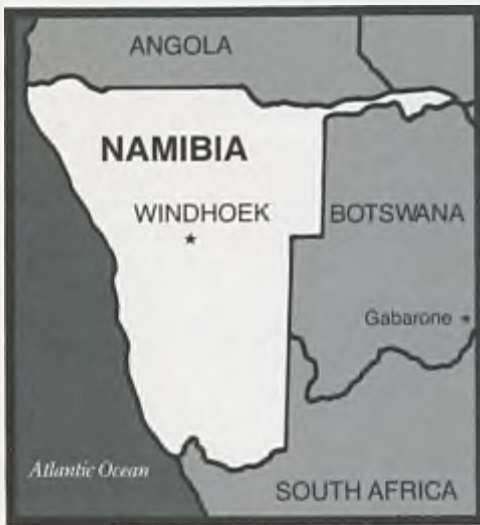 ANGOLA
NAMIBIA
WINDHOEK
BOTSWANA
Gabarone
Atlantic Ocean
SOUTH AFRICA